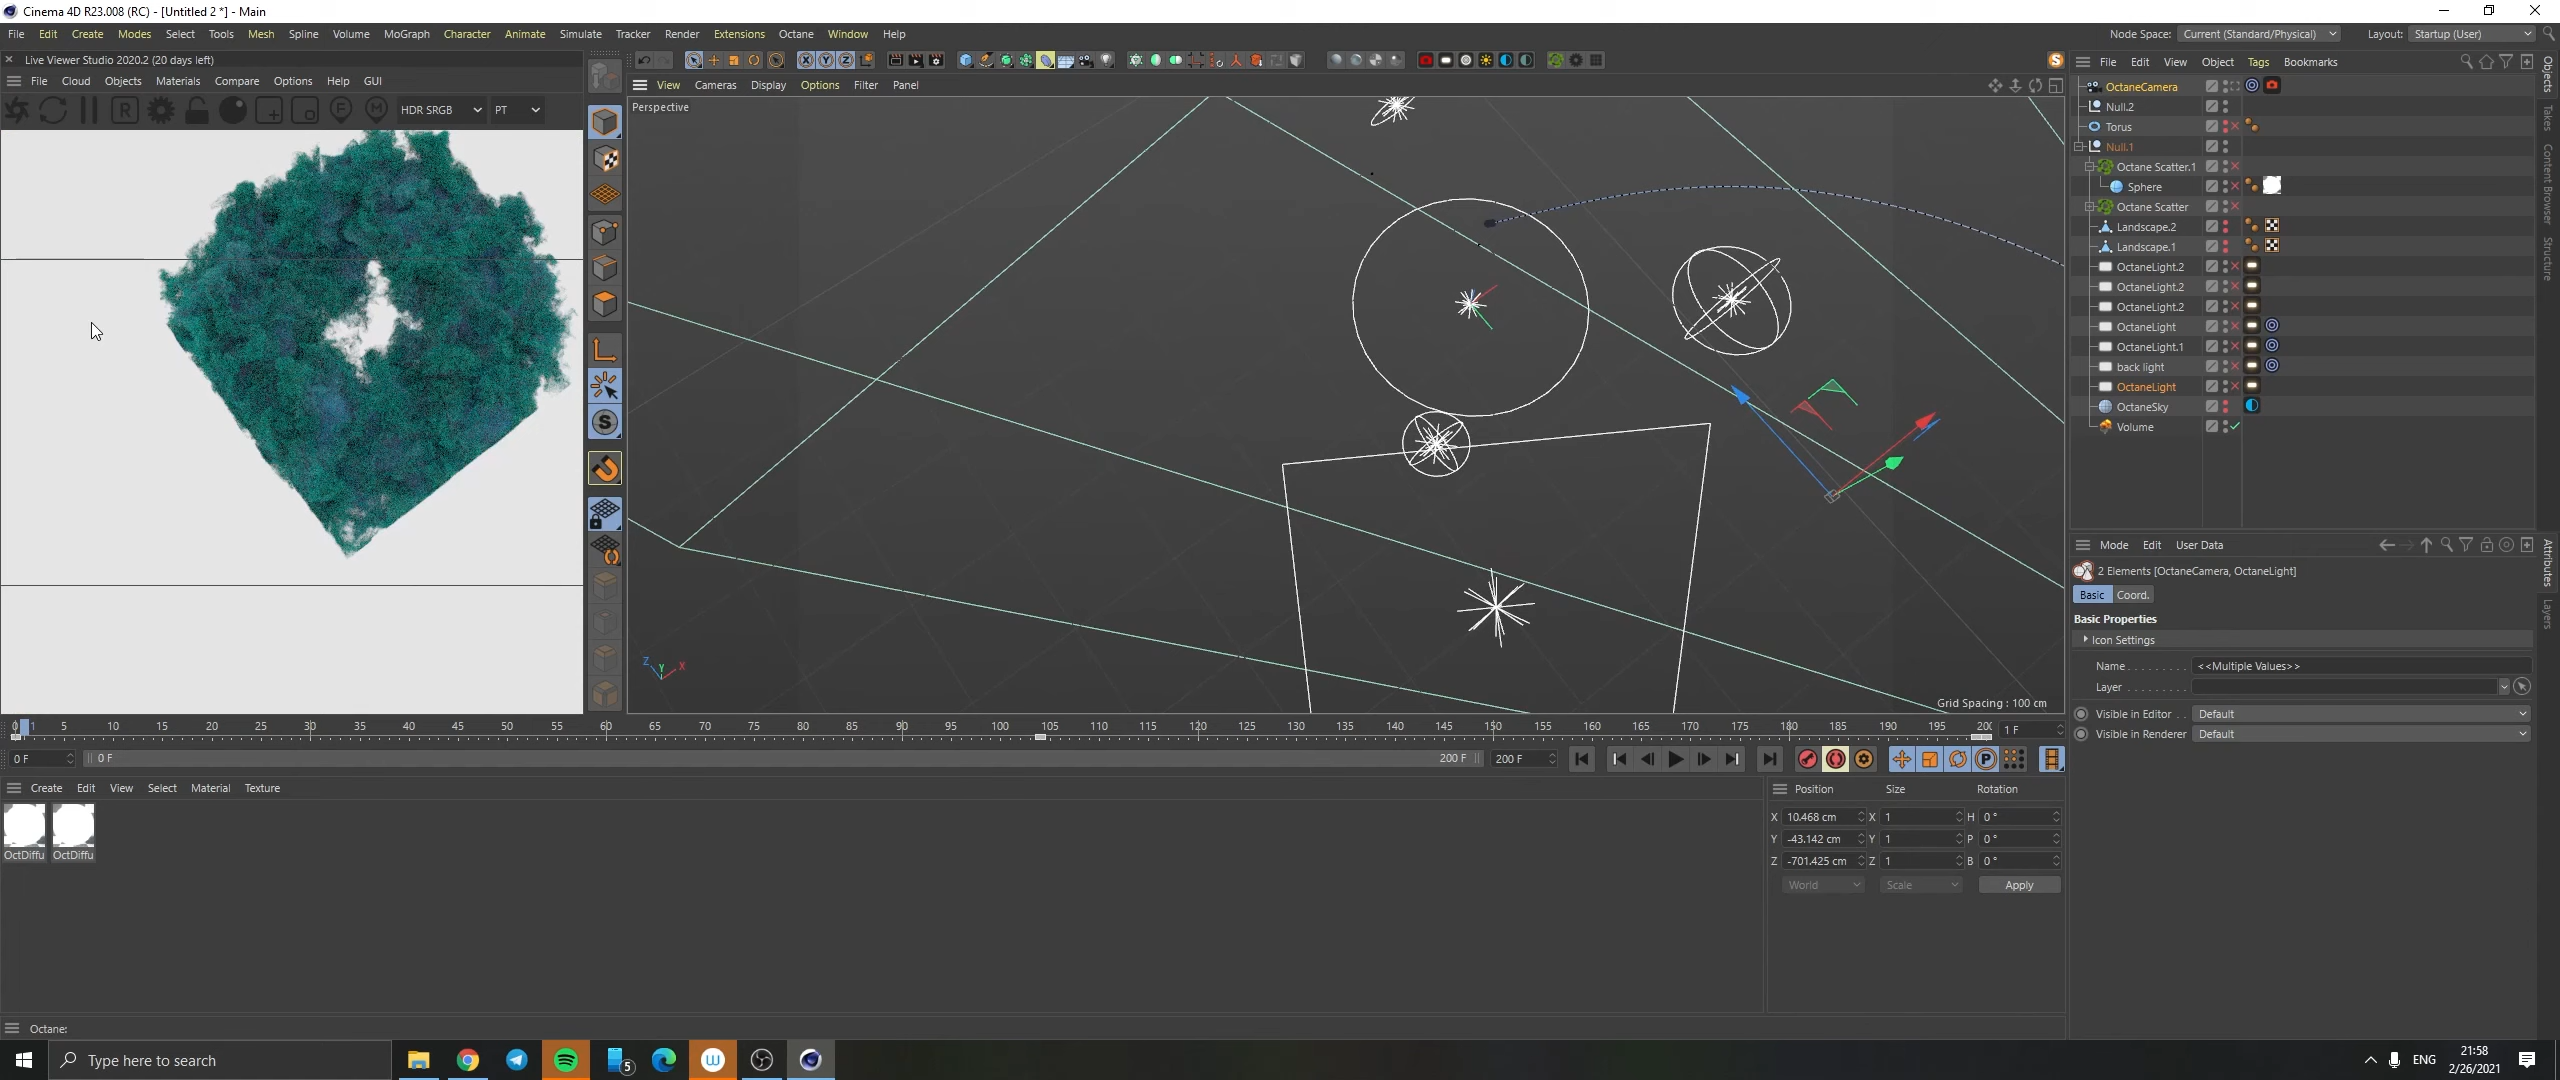 Cinema 4D R23.008 (RC) - [Untitled 2 *] - Main
File Edit Create Modes Select Tools Mesh Spline Volume MoGraph Character Animate Simulate Tracker Render Extensions Octane Window Help
Node Space: Current (Standard/Physical) Layout: Startup (User)
Live Viewer Studio 2020.2 (20 days left)
File Cloud Objects Materials Compare Options Help GUI
HDR SRGB PT
View Cameras Display Options Filter Panel
Perspective
Grid Spacing : 100 cm
Z Y X
File Edit View Object Tags Bookmarks
OctaneCamera
Null.2
Torus
Null.1
Octane Scatter.1
Sphere
Octane Scatter
Landscape.2
Landscape.1
OctaneLight.2
OctaneLight.2
OctaneLight.2
OctaneLight
OctaneLight.1
back light
OctaneLight
OctaneSky
Volume
Objects
Takes
Content Browser
Structure
Mode Edit User Data
2 Elements [OctaneCamera, OctaneLight]
Basic Coord.
Basic Properties
Icon Settings
Name . . . . . . . . . <<Multiple Values>>
Layer . . . . . . . . .
Visible in Editor . . Default
Visible in Renderer Default
Attributes
Layers
0 1 5 10 15 20 25 30 35 40 45 50 55 60 65 70 75 80 85 90 95 100 105 110 115 120 125 130 135 140 145 150 155 160 165 170 175 180 185 190 195 200 1 F
0 F 0 F 200 F 200 F
Create Edit View Select Material Texture
OctDiffu OctDiffu
Position Size Rotation
X 10.468 cm X 1 H 0 °
Y -43.142 cm Y 1 P 0 °
Z -701.425 cm Z 1 B 0 °
World Scale Apply
Octane:
Type here to search
5
ENG
21:58
2/26/2021